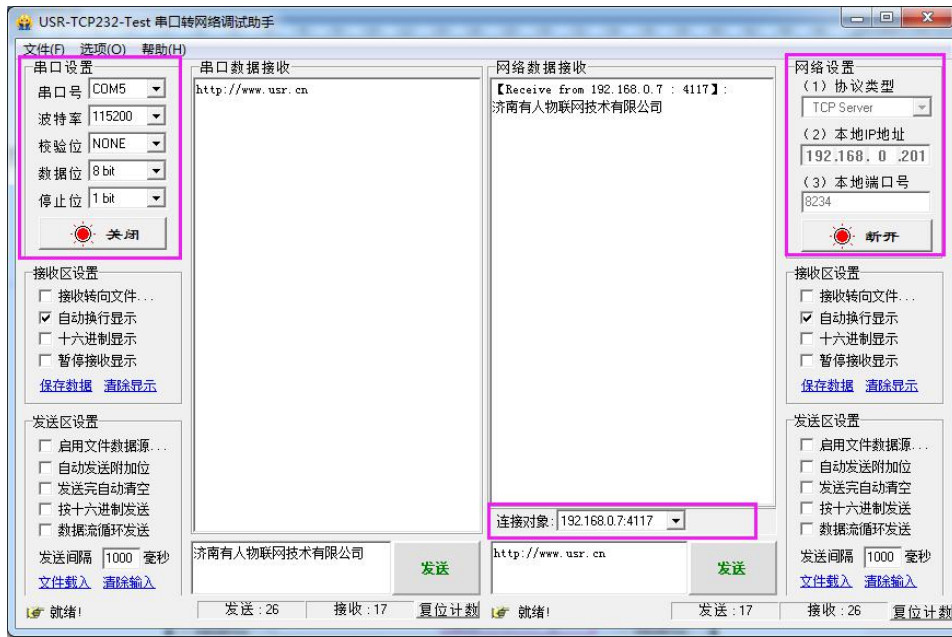 USR-TCP232-Test 串口转网络调试助手
文件(F) 选项(O) 帮助(H)
串口设置
串口号 COM5
波特率 115200
校验位 NONE
数据位 8 bit
停止位 1 bit
关闭
接收区设置
接收转向文件...
自动换行显示
十六进制显示
暂停接收显示
保存数据 清除显示
发送区设置
启用文件数据源...
自动发送附加位
发送完自动清空
按十六进制发送
数据流循环发送
发送间隔 1000 毫秒
文件载入 清除输入
就绪!
串口数据接收
http://www.usr.cn
济南有人物联网技术有限公司
发送
发送:26 接收:17 复位计数
网络数据接收
【Receive from 192.168.0.7 : 4117】:
济南有人物联网技术有限公司
连接对象: 192.168.0.7:4117
http://www.usr.cn
发送
就绪!
发送:17 接收:26 复位计数
网络设置
(1) 协议类型
TCP Server
(2) 本地IP地址
192.168. 0 .201
(3) 本地端口号
8234
断开
接收区设置
接收转向文件...
自动换行显示
十六进制显示
暂停接收显示
保存数据 清除显示
发送区设置
启用文件数据源...
自动发送附加位
发送完自动清空
按十六进制发送
数据流循环发送
发送间隔 1000 毫秒
文件载入 清除输入